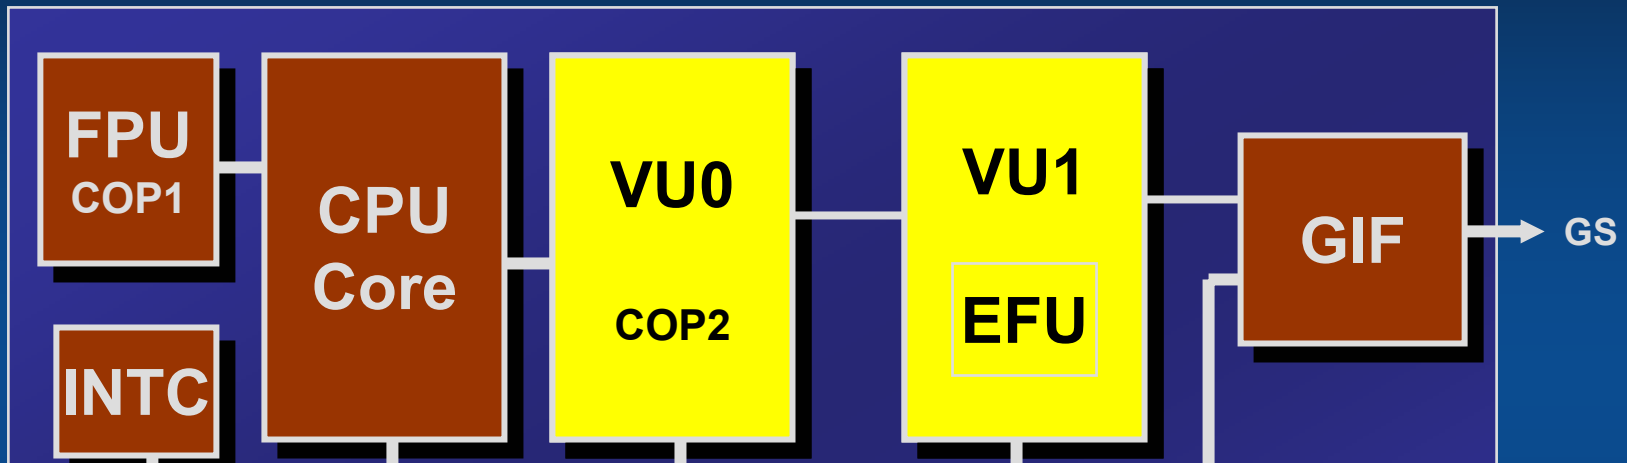 FPU
COP1
CPU
Core
VU0
COP2
VU1
EFU
GIF
GS
INTC